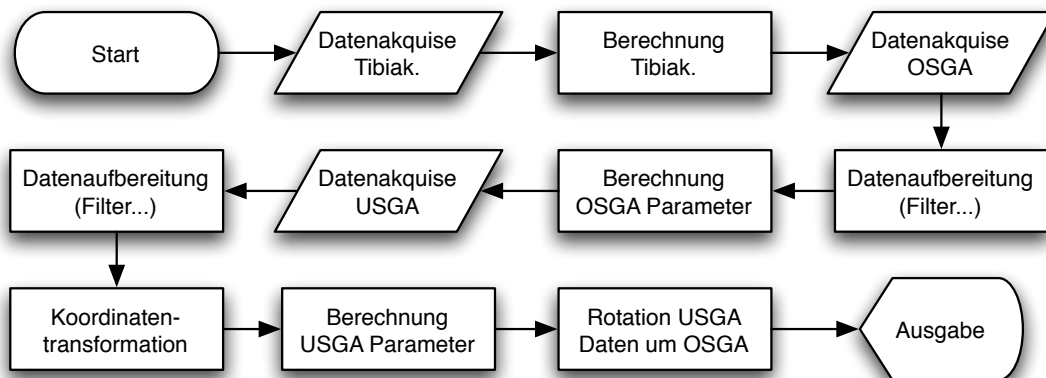 Start
Datenakquise
Tibiak.
Berechnung
Tibiak.
Datenakquise
OSGA
Datenaufbereitung
(Filter...)
Berechnung
OSGA Parameter
Datenakquise
USGA
Datenaufbereitung
(Filter...)
Koordinaten-
transformation
Berechnung
USGA Parameter
Rotation USGA
Daten um OSGA
Ausgabe